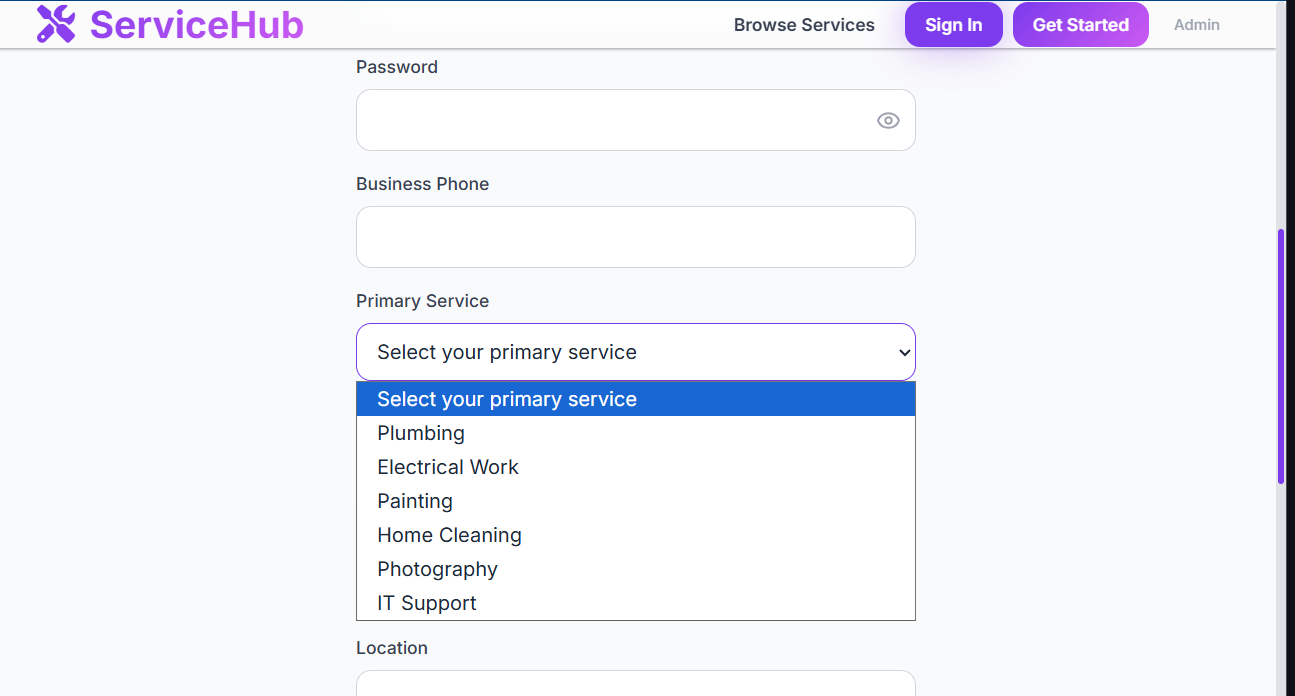 ServiceHub
Browse Services
Sign In
Get Started
Admin
Password
Business Phone
Primary Service
Select your primary service
Select your primary service
Plumbing
Electrical Work
Painting
Home Cleaning
Photography
IT Support
Location